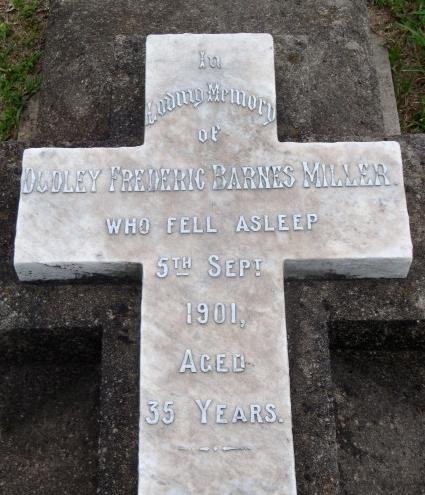 In
Loving Memory
of
Dudley Frederic Barnes Miller
WHO FELL ASLEEP
5TH SEPT
1901,
AGED
35 YEARS.